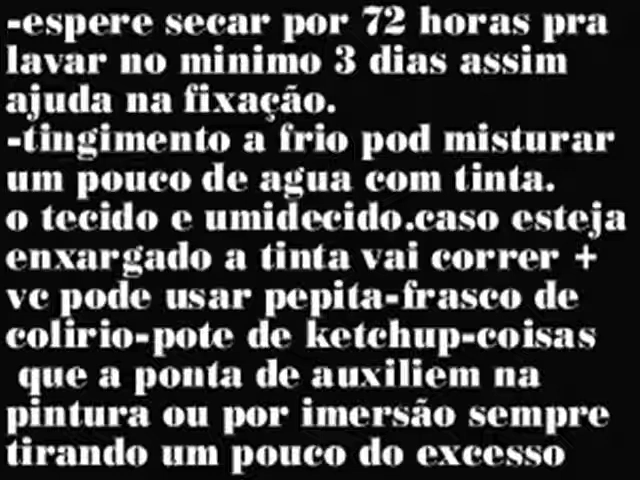 -espere secar por 72 horas pra
lavar no minimo 3 dias assim
ajuda na fixação.
-tingimento a frio pod misturar
um pouco de agua com tinta.
o tecido e umidecido.caso esteja
enxargado a tinta vai correr +
vc pode usar pepita-frasco de
colirio-pote de ketchup-coisas
que a ponta de auxiliem na
pintura ou por imersão sempre
tirando um pouco do excesso